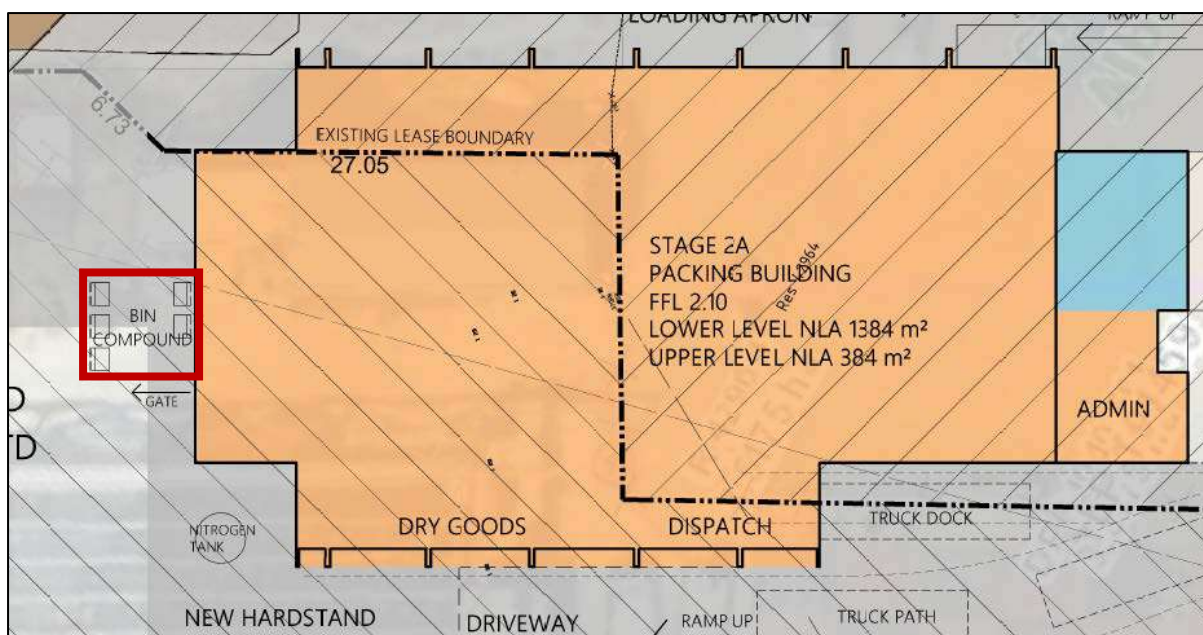 LOADING APRON
RAMP UP
6.73
EXISTING LEASE BOUNDARY
27.05
STAGE 2A
PACKING BUILDING
FFL 2.10
LOWER LEVEL NLA 1384 m²
UPPER LEVEL NLA 384 m²
BIN
COMPOUND
GATE
D
TD
ADMIN
NITROGEN
TANK
DRY GOODS
DISPATCH
TRUCK DOCK
NEW HARDSTAND
DRIVEWAY
RAMP UP
TRUCK PATH